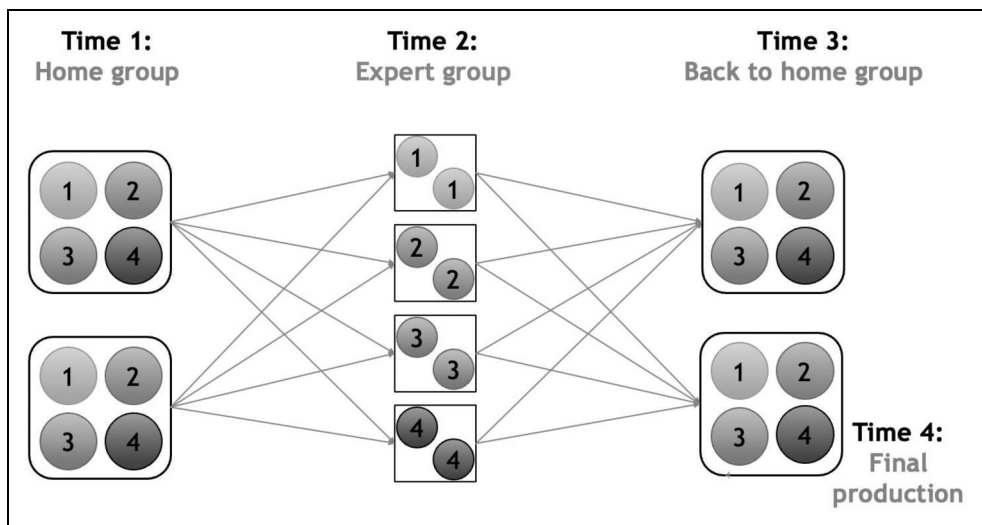 Time 1:
Home group
Time 2:
Expert group
Time 3:
Back to home group
1 2
3 4
1 2
3 4
1
1
2
2
3
3
4
4
1 2
3 4
1 2
3 4
Time 4:
Final
production